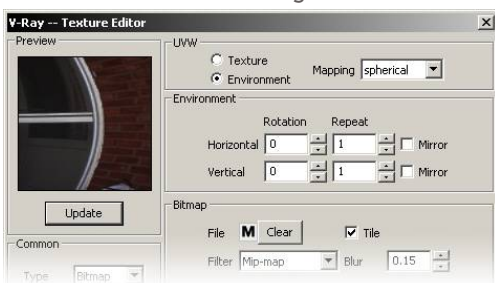 V-Ray -- Texture Editor
Preview
Update
Common
Type Bitmap
UVW
Texture
Environment
Mapping spherical
Environment
Rotation Repeat
Horizontal 0 1 Mirror
Vertical 0 1 Mirror
Bitmap
File M Clear Tile
Filter Mip-map Blur 0.15